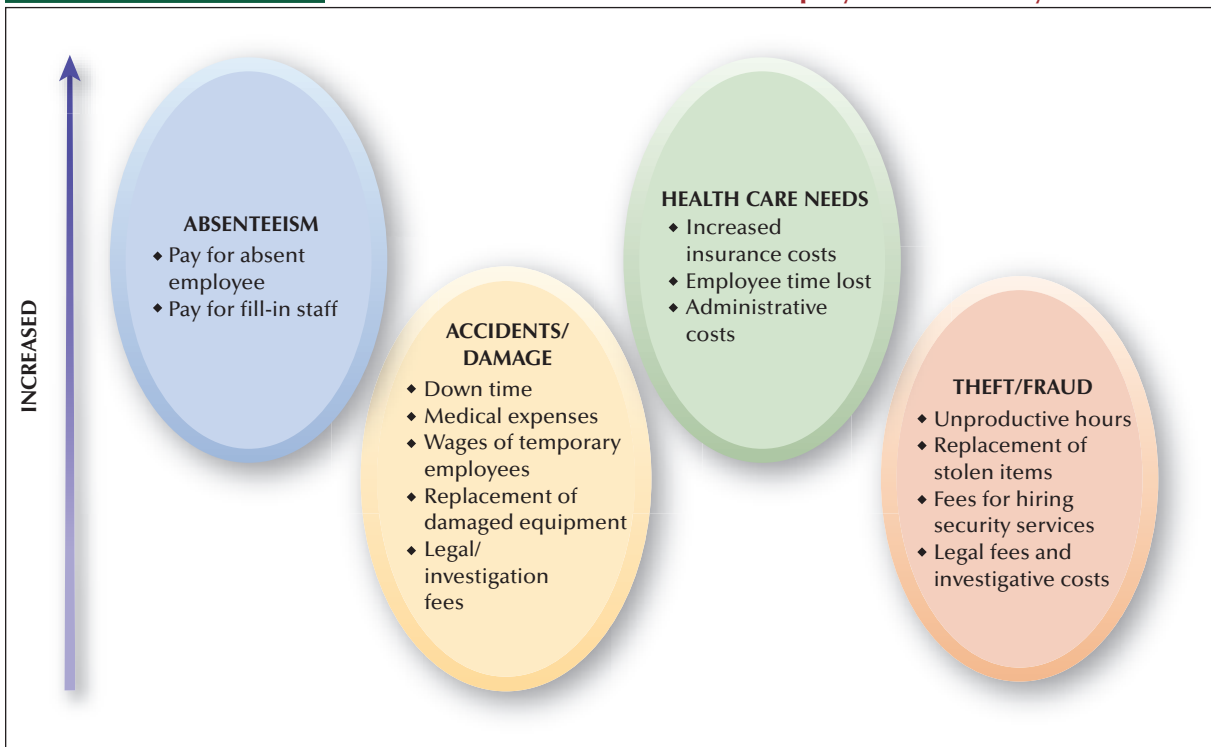 INCREASED
ABSENTEEISM
◆ Pay for absent
employee
◆ Pay for fill-in staff
ACCIDENTS/
DAMAGE
◆ Down time
◆ Medical expenses
◆ Wages of temporary
employees
◆ Replacement of
damaged equipment
◆ Legal/
investigation
fees
HEALTH CARE NEEDS
◆ Increased
insurance costs
◆ Employee time lost
◆ Administrative
costs
THEFT/FRAUD
◆ Unproductive hours
◆ Replacement of
stolen items
◆ Fees for hiring
security services
◆ Legal fees and
investigative costs